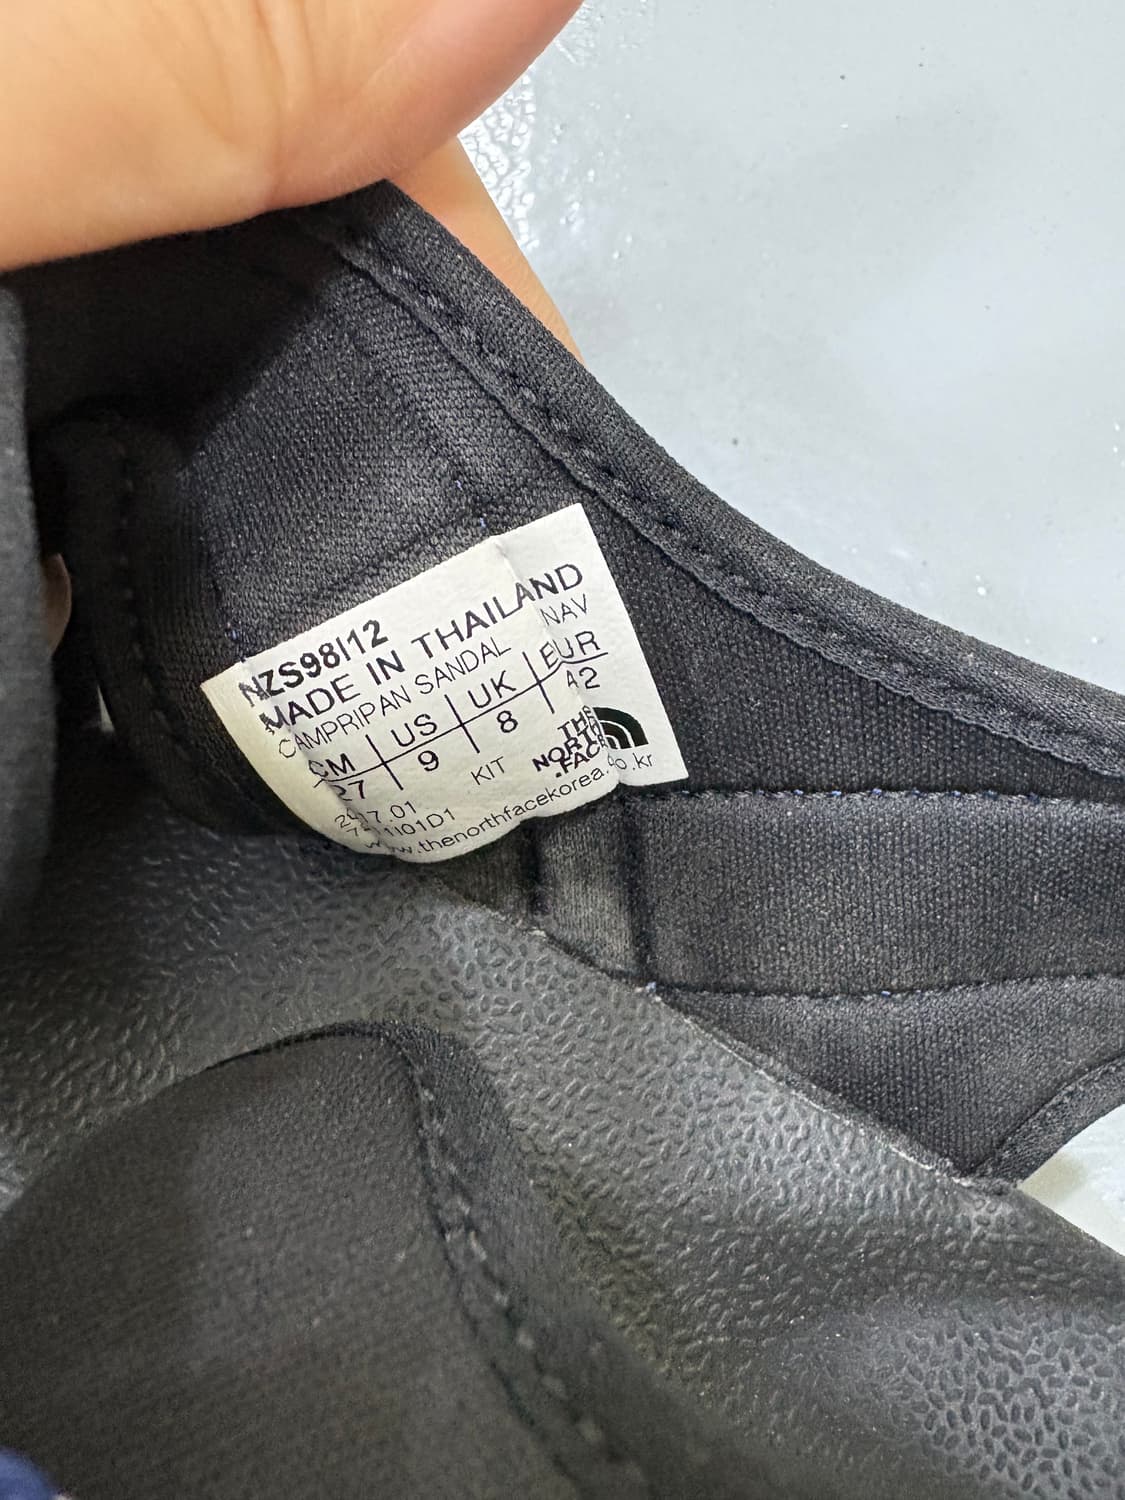 NZS98I12
MADE IN THAILAND
CAMPRIPAN SANDAL NAV
CM US UK EUR
27 9 8 42
KIT
THE
NORTH
FACE
2017.01
www.thenorthfacekorea.co.kr